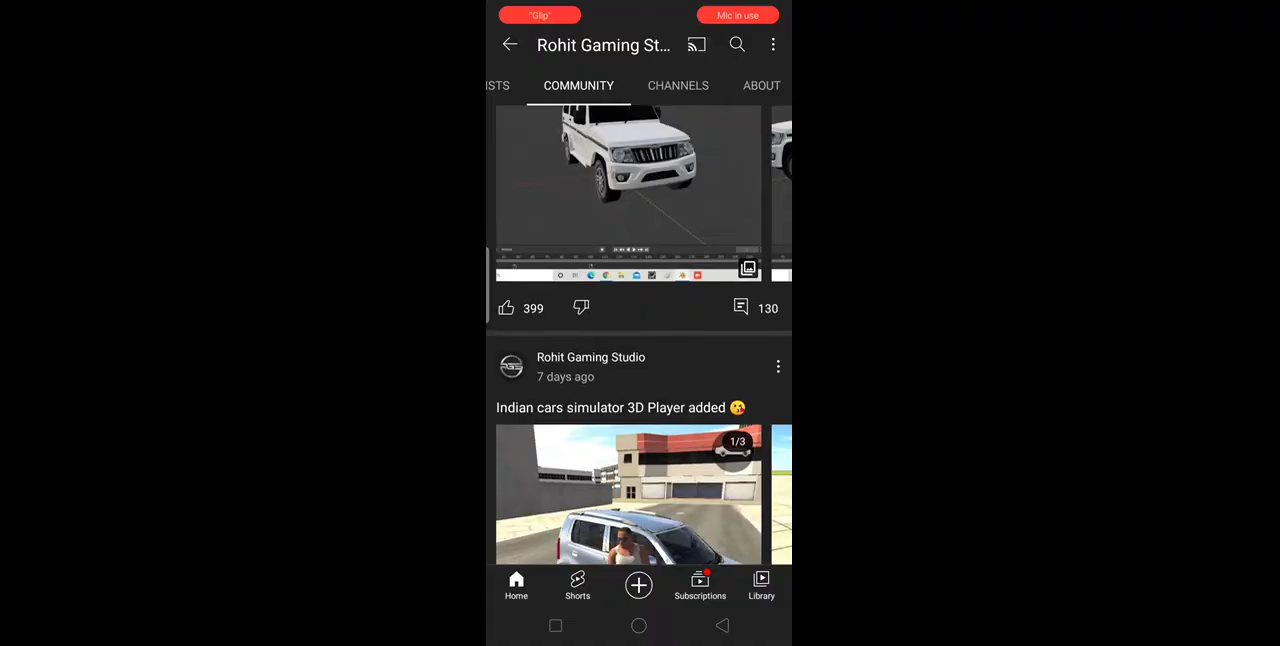 "Glip"
Mic in use
Rohit Gaming St...
ISTS
COMMUNITY
CHANNELS
ABOUT
399
130
Rohit Gaming Studio
7 days ago
Indian cars simulator 3D Player added 😘
1/3
Home
Shorts
Subscriptions
Library